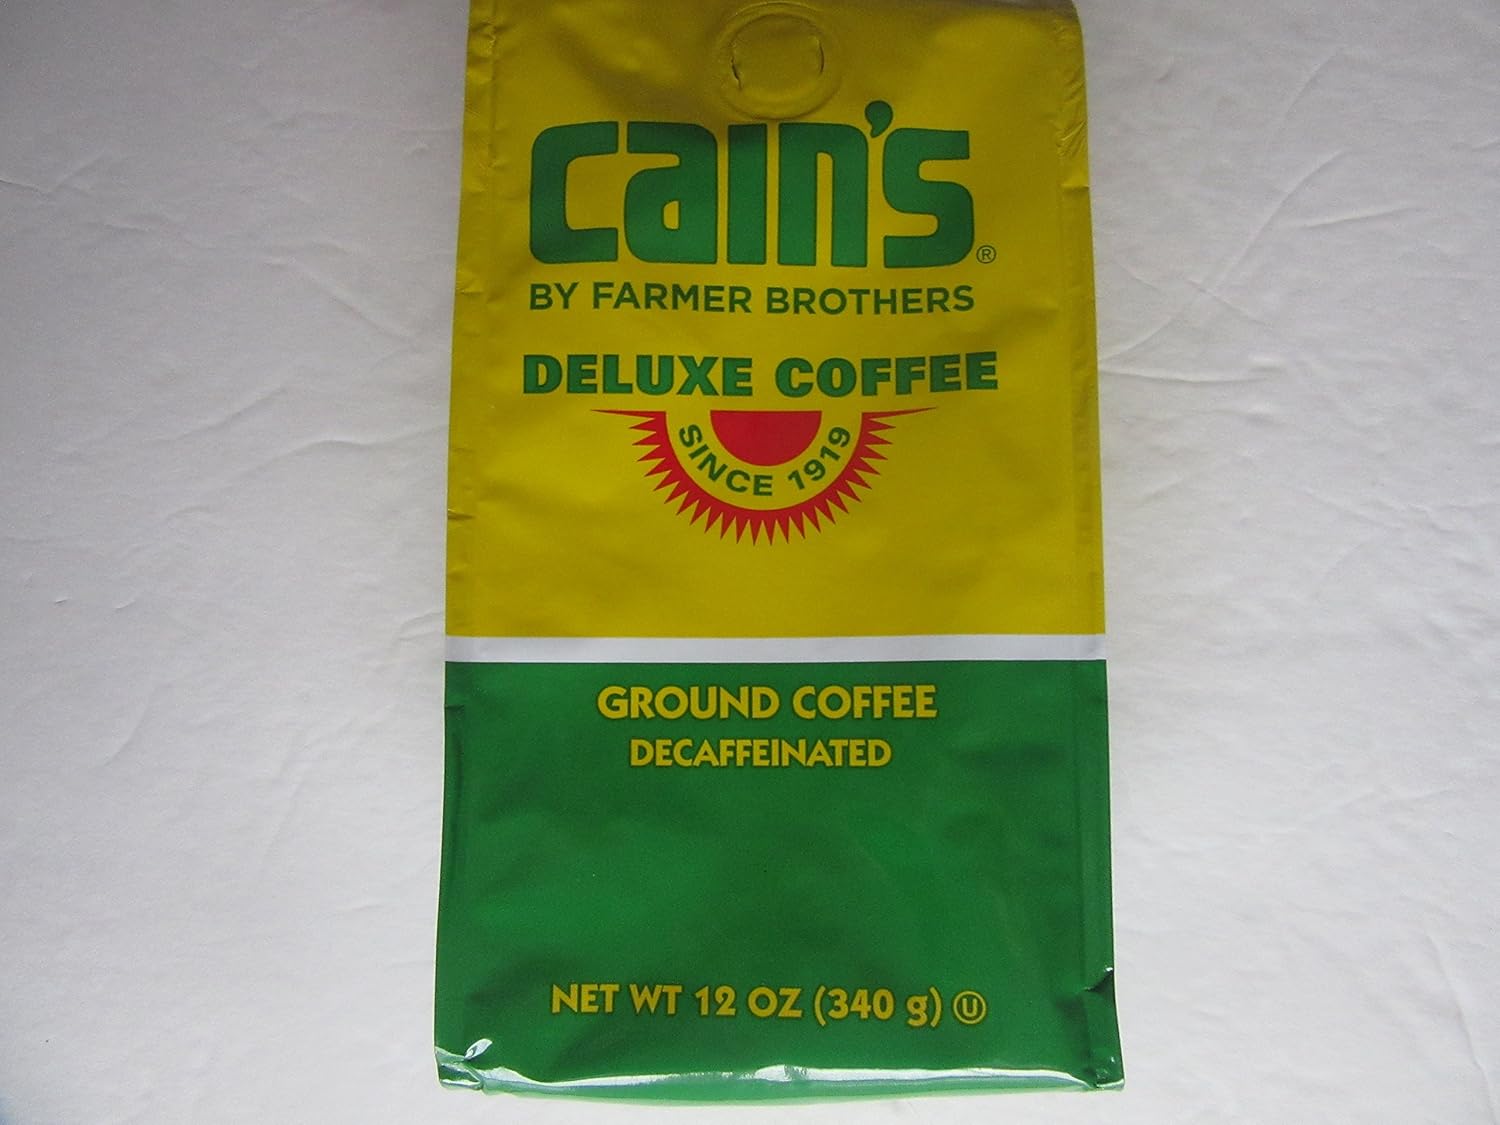 cain's®
BY FARMER BROTHERS
DELUXE COFFEE
SINCE 1919
GROUND COFFEE
DECAFFEINATED
NET WT 12 OZ (340 g) Ⓤ